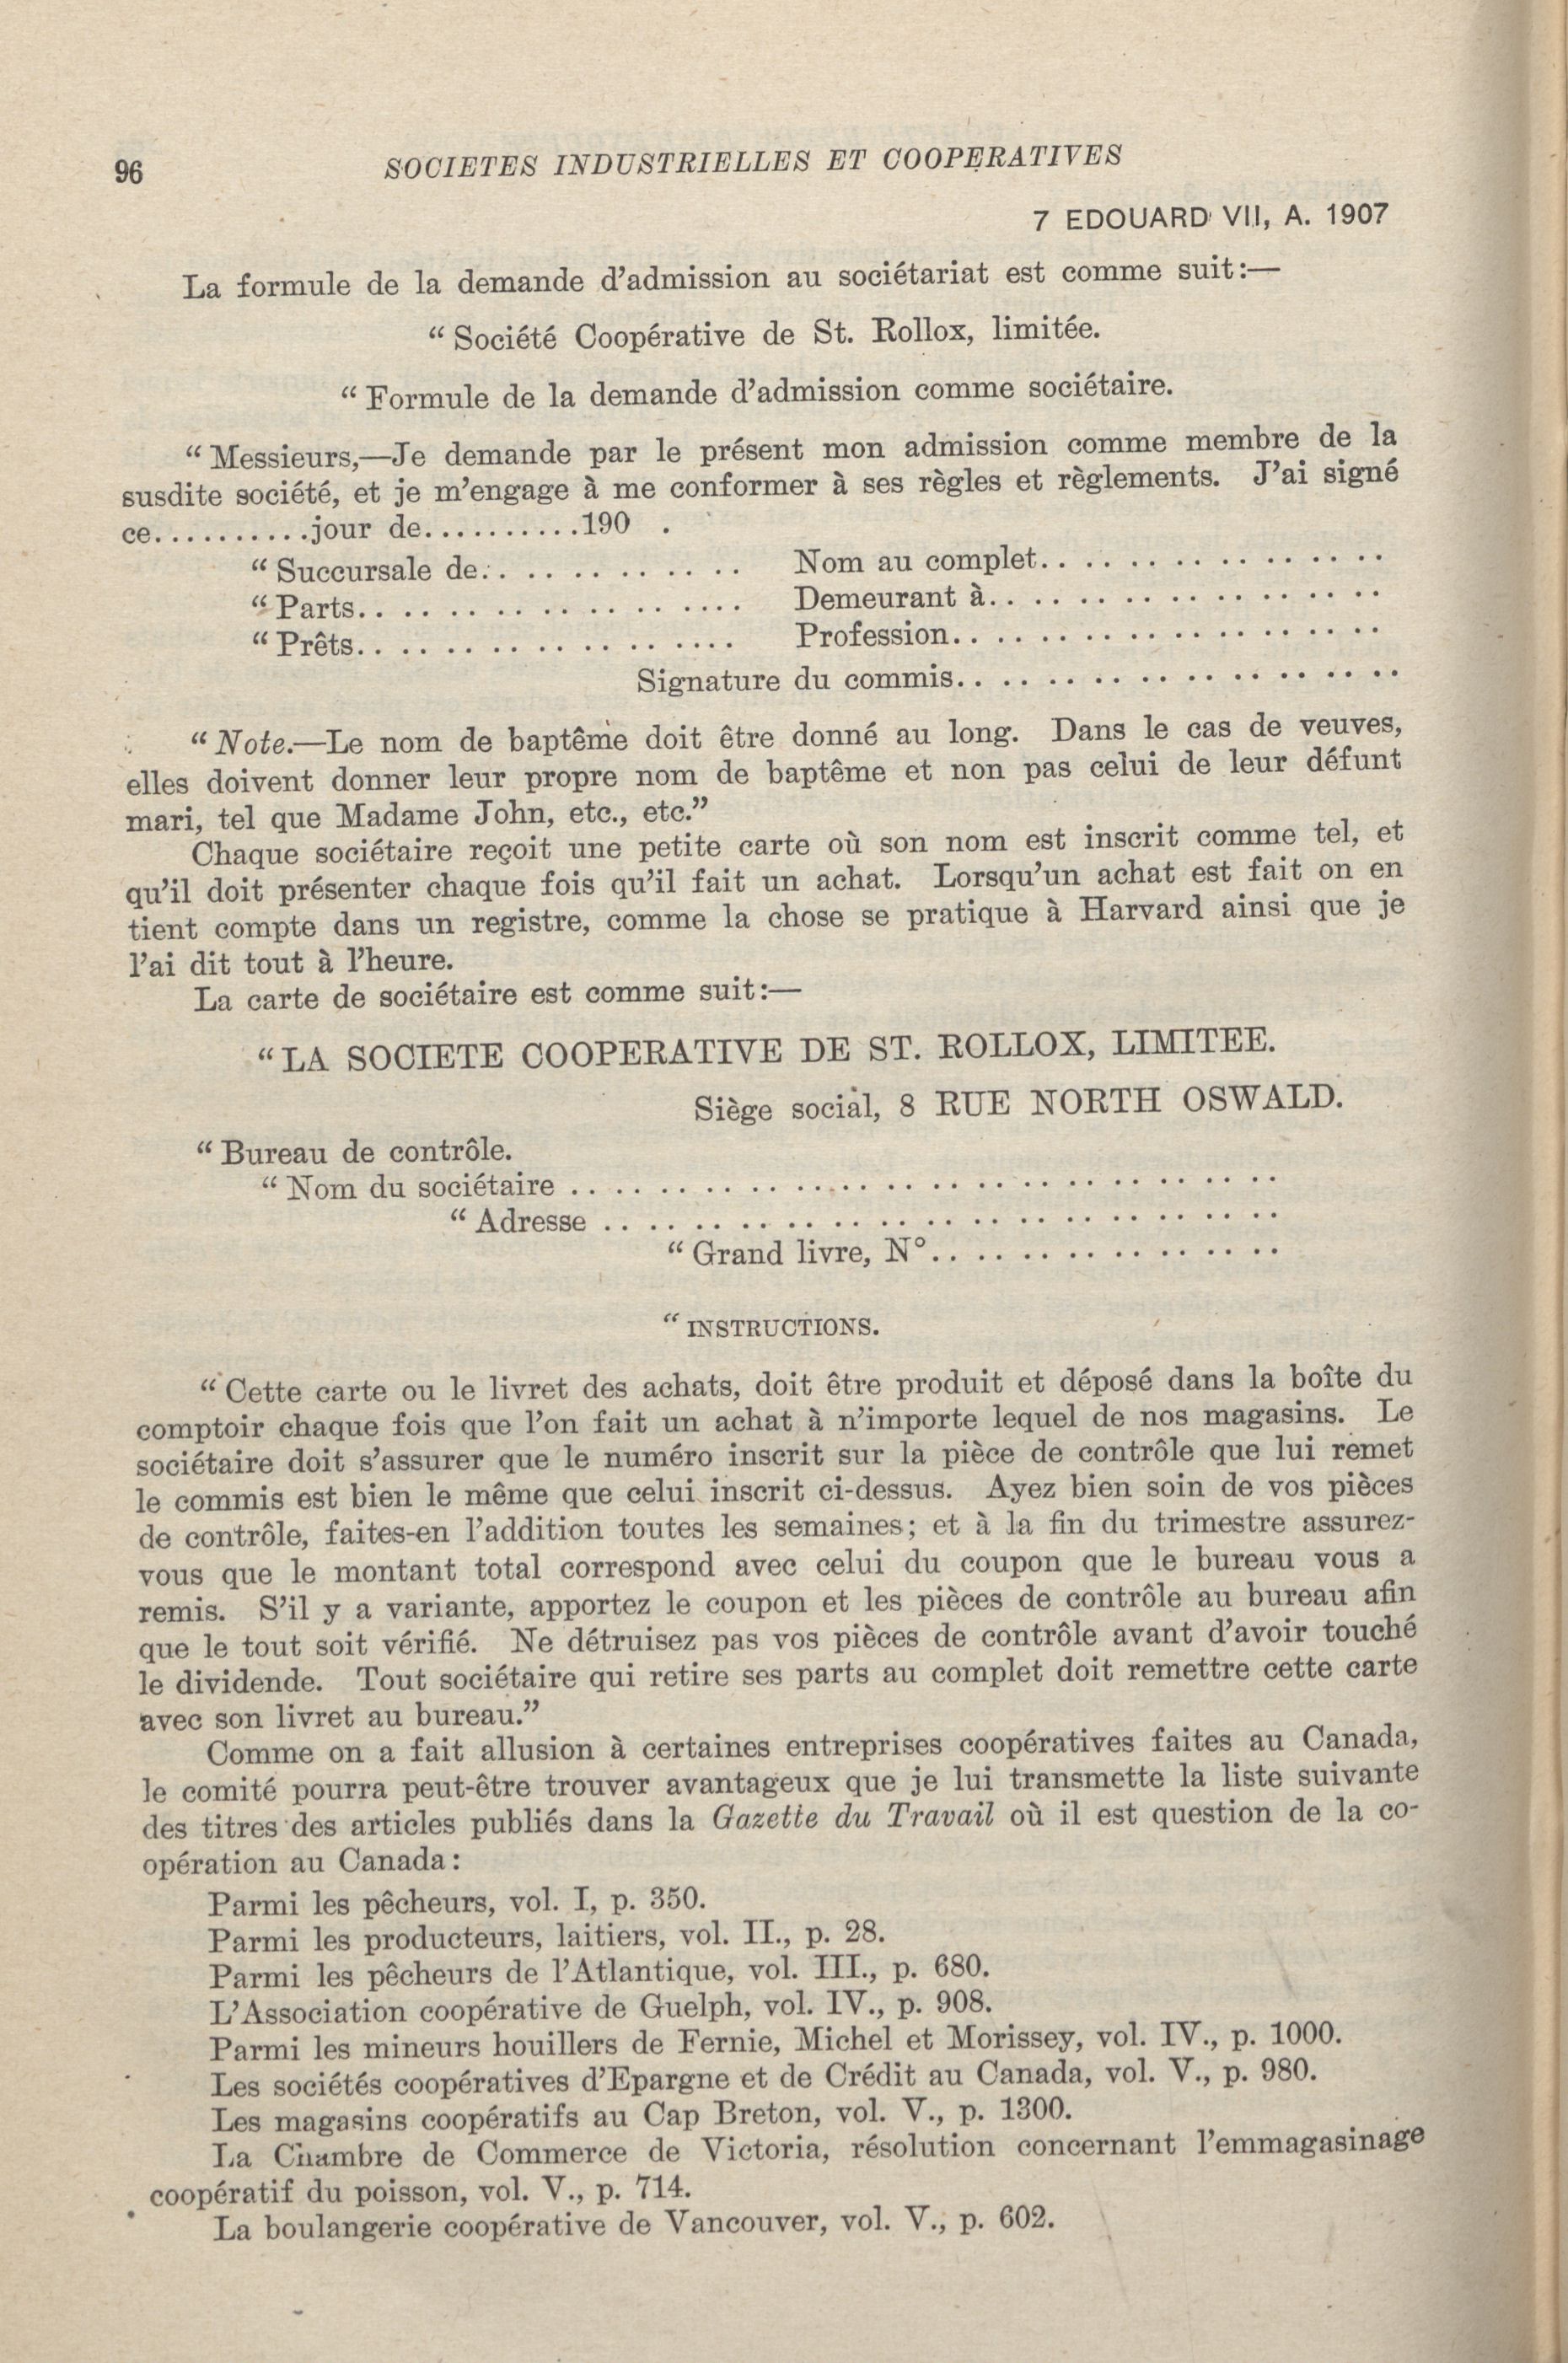 96
SOCIETES INDUSTRIELLES ET COOPERATIVES
7 EDOUARD VII, A. 1907
La formule de la demande d'admission au sociétariat est comme suit:—
"Société Coopérative de St. Rollox, limitée.
"Formule de la demande d'admission comme sociétaire.
"Messieurs,—Je demande par le présent mon admission comme membre de la
susdite société, et je m'engage à me conformer à ses règles et règlements. J'ai signé
ce...........jour de...........190 .
"Succursale de............. Nom au complet................
"Parts.................... Demeurant à..................
"Prêts.................... Profession...................
Signature du commis....................
"Note.—Le nom de baptême doit être donné au long. Dans le cas de veuves,
elles doivent donner leur propre nom de baptême et non pas celui de leur défunt
mari, tel que Madame John, etc., etc."
Chaque sociétaire reçoit une petite carte où son nom est inscrit comme tel, et
qu'il doit présenter chaque fois qu'il fait un achat. Lorsqu'un achat est fait on en
tient compte dans un registre, comme la chose se pratique à Harvard ainsi que je
l'ai dit tout à l'heure.
La carte de sociétaire est comme suit:—
"LA SOCIETE COOPERATIVE DE ST. ROLLOX, LIMITEE.
Siège social, 8 RUE NORTH OSWALD.
"Bureau de contrôle.
"Nom du sociétaire ................................
"Adresse ..............................
"Grand livre, N°.................
"INSTRUCTIONS.
"Cette carte ou le livret des achats, doit être produit et déposé dans la boîte du
comptoir chaque fois que l'on fait un achat à n'importe lequel de nos magasins. Le
sociétaire doit s'assurer que le numéro inscrit sur la pièce de contrôle que lui remet
le commis est bien le même que celui inscrit ci-dessus. Ayez bien soin de vos pièces
de contrôle, faites-en l'addition toutes les semaines; et à la fin du trimestre assurez-
vous que le montant total correspond avec celui du coupon que le bureau vous a
remis. S'il y a variante, apportez le coupon et les pièces de contrôle au bureau afin
que le tout soit vérifié. Ne détruisez pas vos pièces de contrôle avant d'avoir touché
le dividende. Tout sociétaire qui retire ses parts au complet doit remettre cette carte
avec son livret au bureau."
Comme on a fait allusion à certaines entreprises coopératives faites au Canada,
le comité pourra peut-être trouver avantageux que je lui transmette la liste suivante
des titres des articles publiés dans la Gazette du Travail où il est question de la co-
opération au Canada:
Parmi les pêcheurs, vol. I, p. 350.
Parmi les producteurs, laitiers, vol. II., p. 28.
Parmi les pêcheurs de l'Atlantique, vol. III., p. 680.
L'Association coopérative de Guelph, vol. IV., p. 908.
Parmi les mineurs houillers de Fernie, Michel et Morissey, vol. IV., p. 1000.
Les sociétés coopératives d'Epargne et de Crédit au Canada, vol. V., p. 980.
Les magasins coopératifs au Cap Breton, vol. V., p. 1300.
La Chambre de Commerce de Victoria, résolution concernant l'emmagasinage
coopératif du poisson, vol. V., p. 714.
La boulangerie coopérative de Vancouver, vol. V., p. 602.